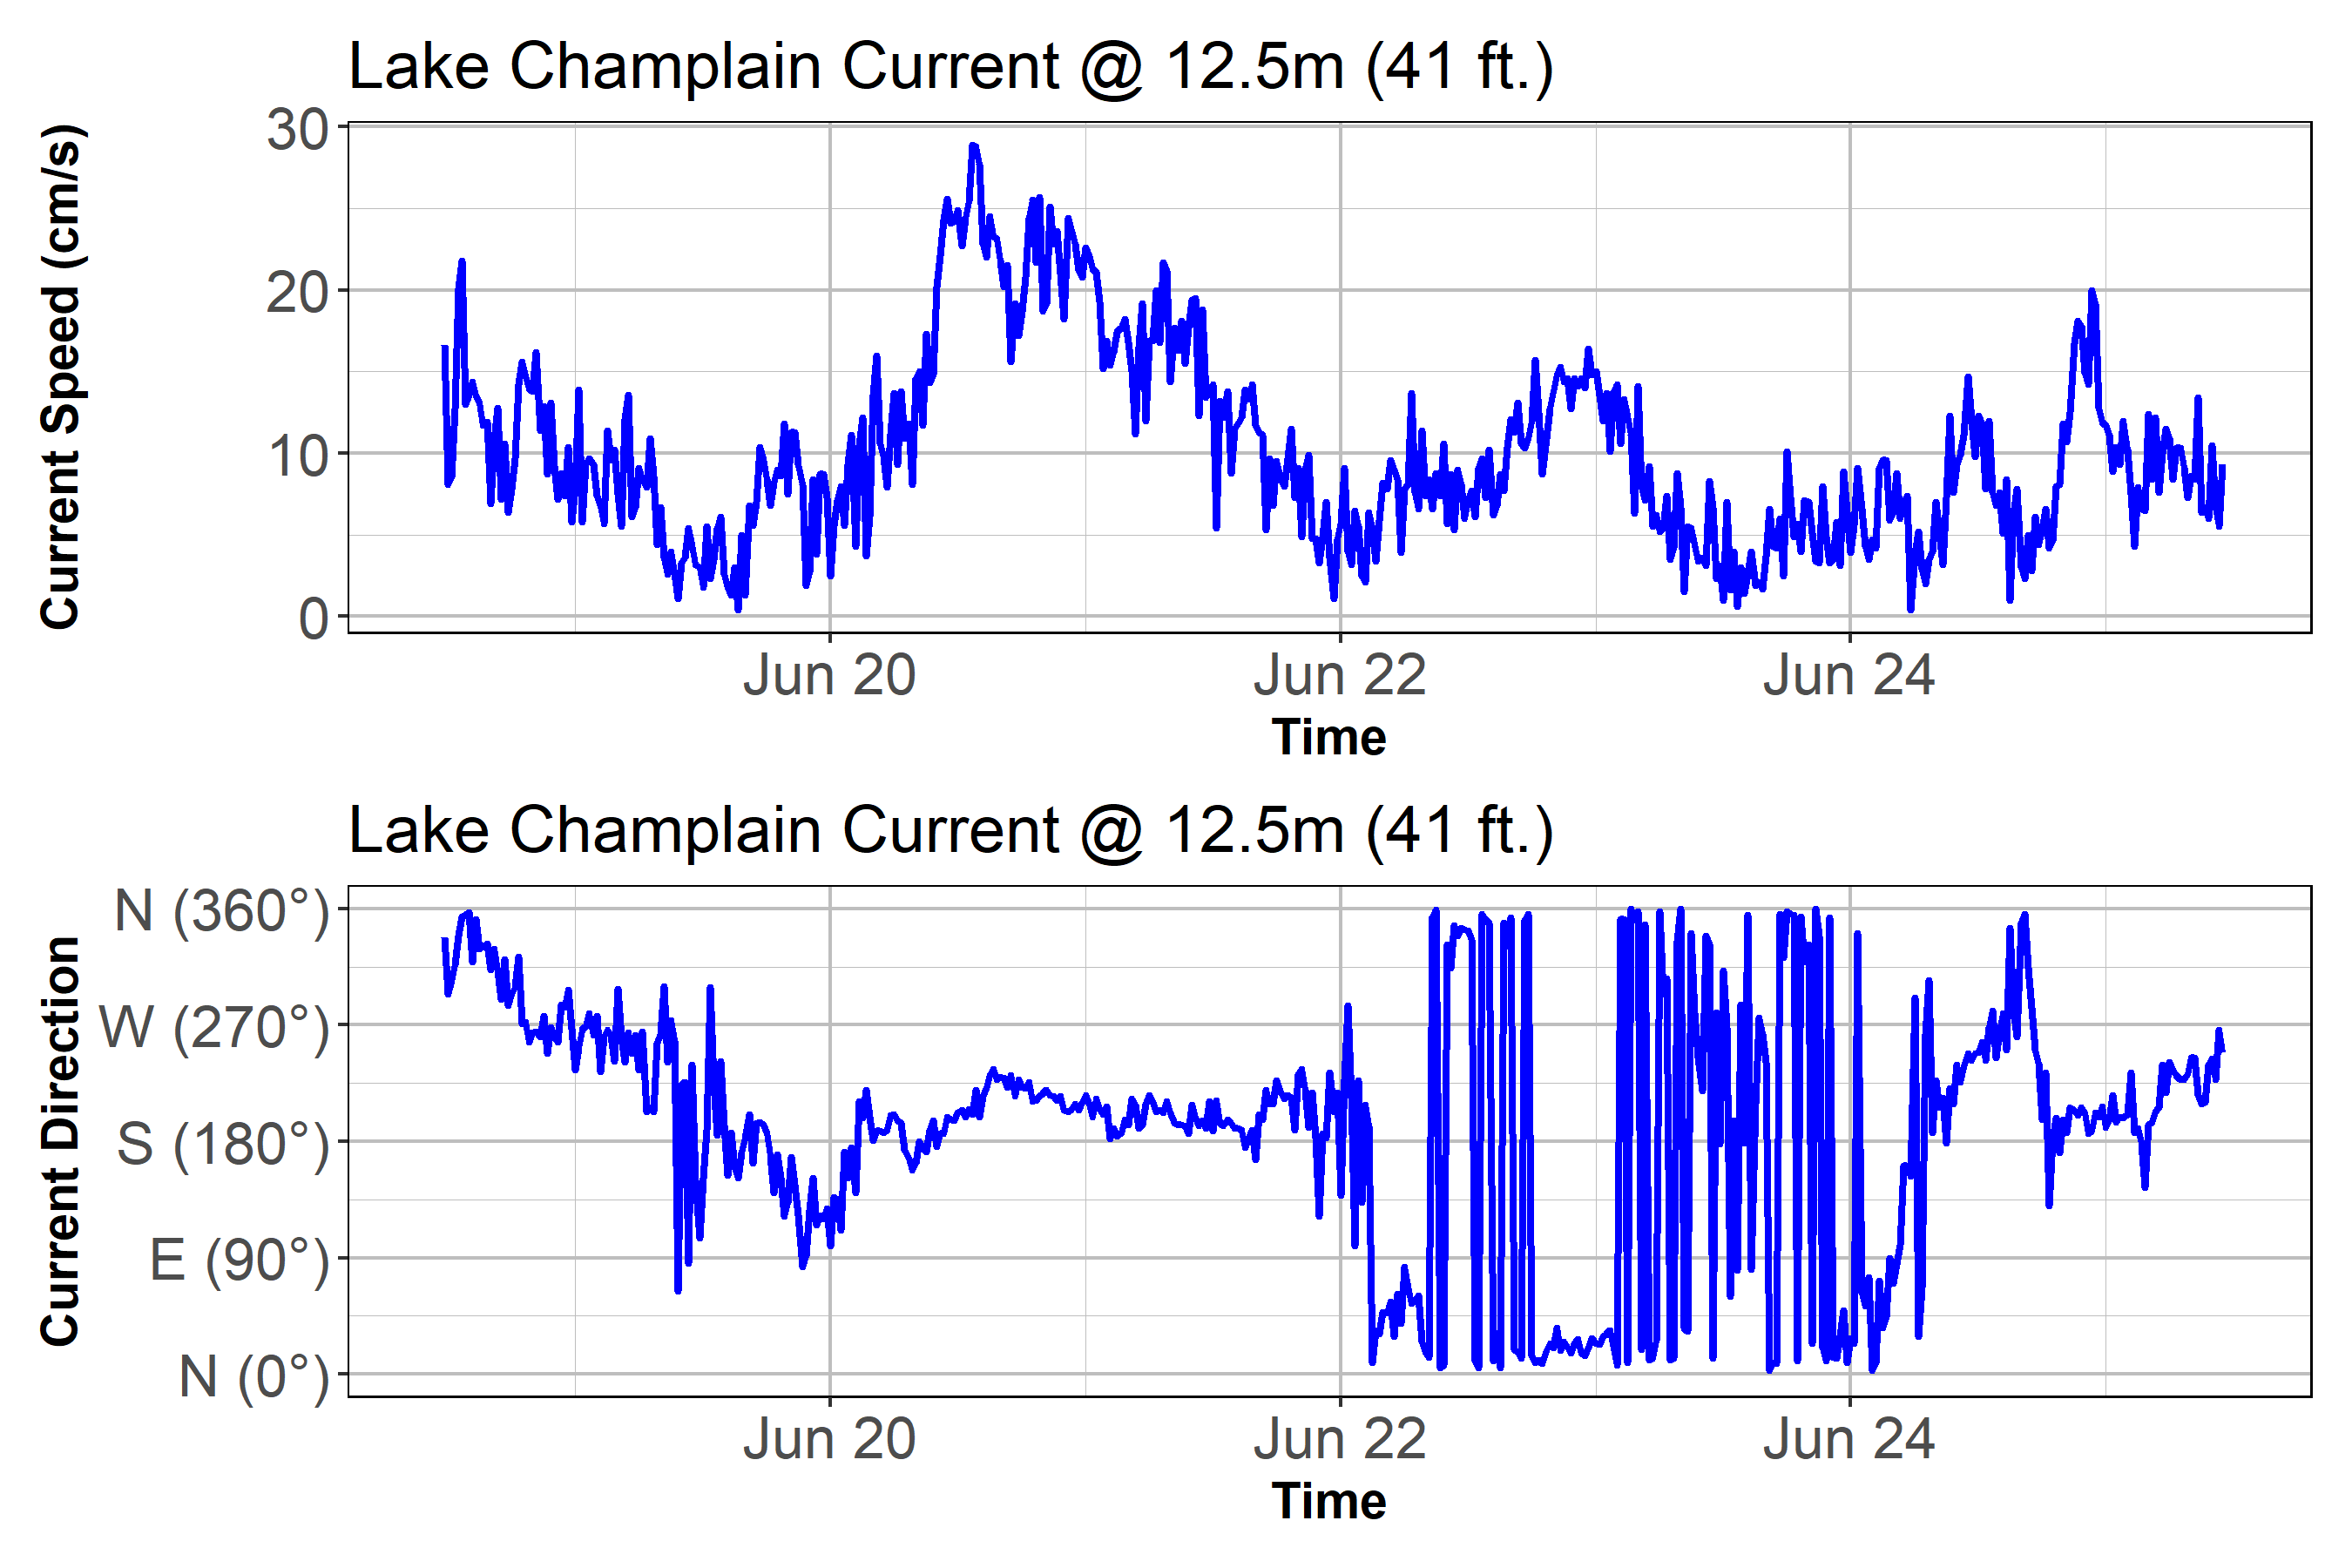 Lake Champlain Current @ 12.5m (41 ft.)
Current Speed (cm/s)
30
20
10
0
Jun 20 Jun 22 Jun 24
Time
Lake Champlain Current @ 12.5m (41 ft.)
Current Direction
N (360°)
W (270°)
S (180°)
E (90°)
N (0°)
Jun 20 Jun 22 Jun 24
Time